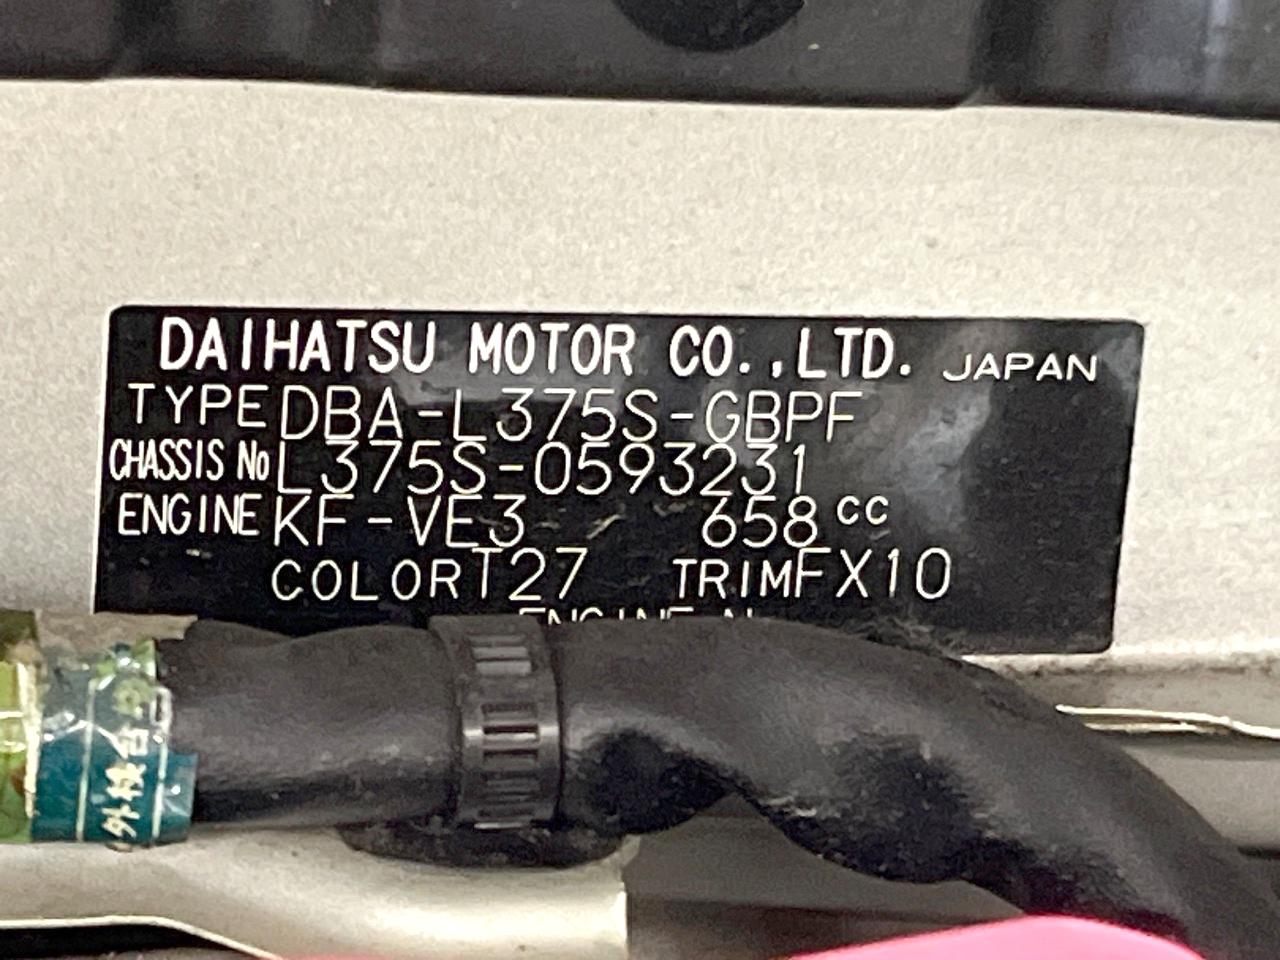 DAIHATSU MOTOR CO.,LTD. JAPAN
TYPE DBA-L375S-GBPF
CHASSIS No L375S-0593231
ENGINE KF-VE3 658cc
COLOR T27 TRIM FX10
ENGINE